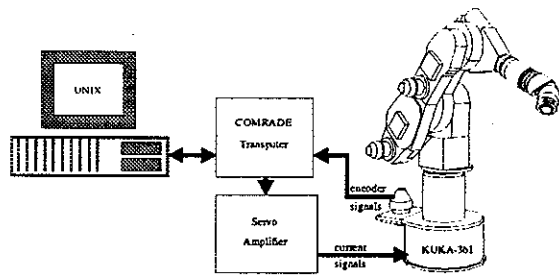 UNIX
COMRADE
Transputer
encoder
signals
Servo
Amplifier
current
signals
KUKA-361